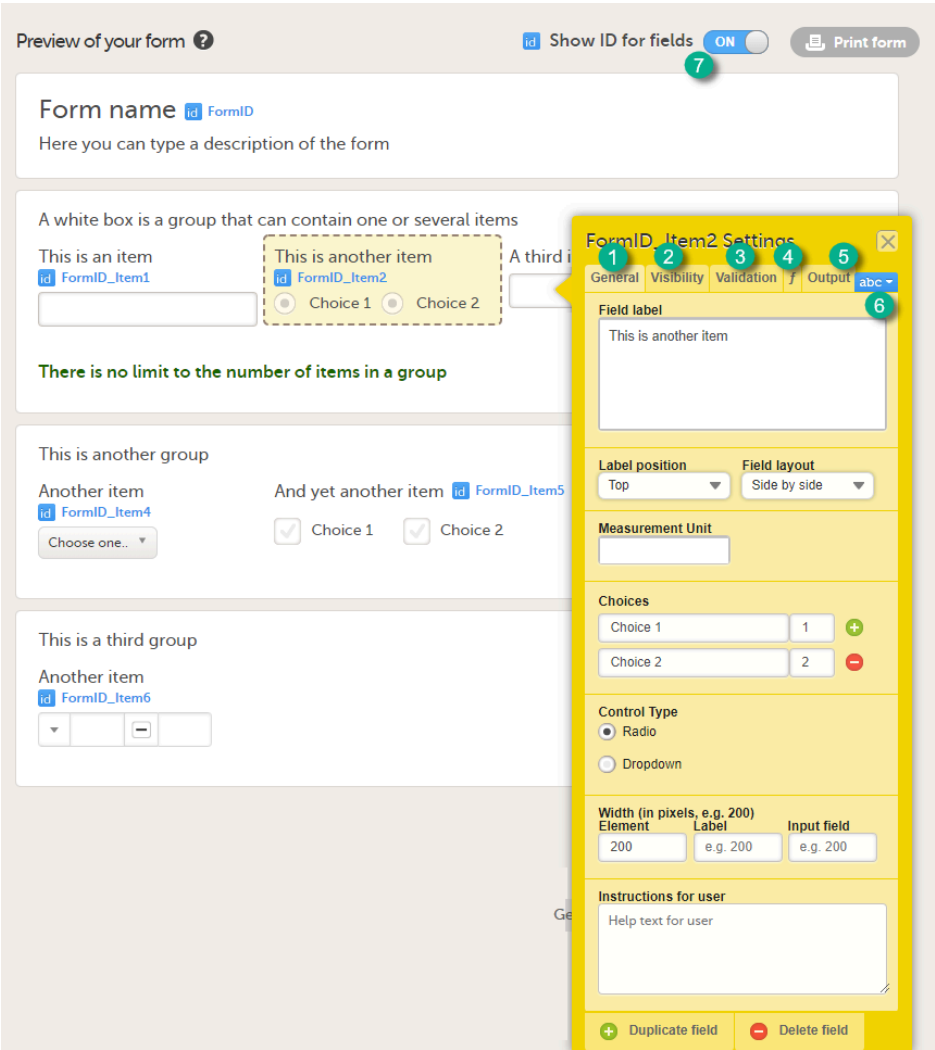 Preview of your form ?
id Show ID for fields ON Print form
7
Form name id FormID
Here you can type a description of the form
A white box is a group that can contain one or several items
This is an item
id FormID_Item1
This is another item
id FormID_Item2
Choice 1 Choice 2
A third i
There is no limit to the number of items in a group
This is another group
Another item
id FormID_Item4
Choose one..
And yet another item id FormID_Item5
Choice 1 Choice 2
This is a third group
Another item
id FormID_Item6
Ge
FormID_Item2 Settings
1 2 3 4 5
General Visibility Validation f Output abc
6
Field label
This is another item
Label position Field layout
Top Side by side
Measurement Unit
Choices
Choice 1 1
Choice 2 2
Control Type
Radio
Dropdown
Width (in pixels, e.g. 200)
Element Label Input field
200 e.g. 200 e.g. 200
Instructions for user
Help text for user
Duplicate field Delete field